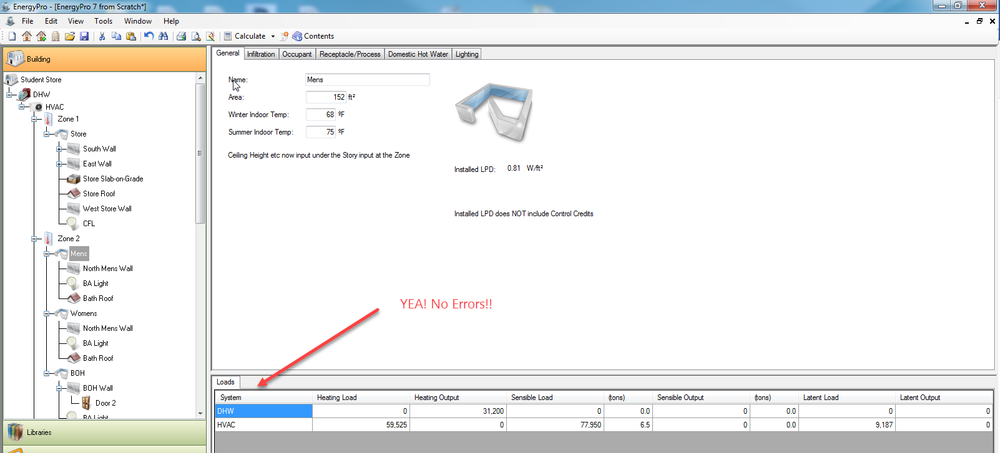 EnergyPro - [EnergyPro 7 from Scratch*]
File Edit View Tools Window Help
Calculate Contents
Building
Student Store
DHW
HVAC
Zone 1
Store
South Wall
East Wall
Store Slab-on-Grade
Store Roof
West Store Wall
CFL
Zone 2
Mens
North Mens Wall
BA Light
Bath Roof
Womens
North Mens Wall
BA Light
Bath Roof
BOH
BOH Wall
Door 2
BA Light
Libraries
General Infiltration Occupant Receptacle/Process Domestic Hot Water Lighting
Name: Mens
Area: 152 ft²
Winter Indoor Temp: 68 ºF
Summer Indoor Temp: 75 ºF
Ceiling Height etc now input under the Story input at the Zone
Installed LPD: 0.81 W/ft²
Installed LPD does NOT include Control Credits
YEA! No Errors!!
Loads
System Heating Load Heating Output Sensible Load (tons) Sensible Output (tons) Latent Load Latent Output
DHW 0 31,200 0 0.0 0 0.0 0 0
HVAC 59,525 0 77,950 6.5 0 0.0 9,187 0